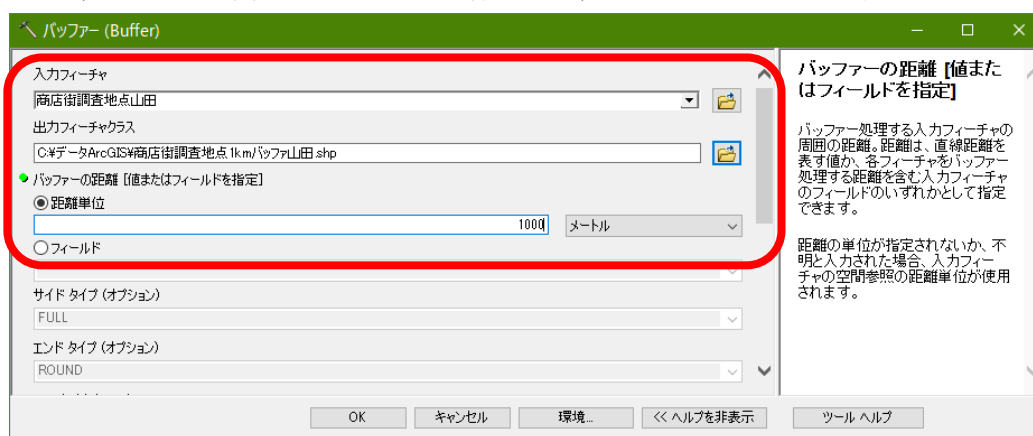 バッファー (Buffer)
入力フィーチャ
商店街調査地点山田
出力フィーチャクラス
C:¥データArcGIS¥商店街調査地点1kmバッファ山田.shp
バッファーの距離 [値またはフィールドを指定]
距離単位
1000
メートル
フィールド
サイド タイプ (オプション)
FULL
エンド タイプ (オプション)
ROUND
OK
キャンセル
環境...
<< ヘルプを非表示
バッファーの距離 [値また
はフィールドを指定]
バッファー処理する入力フィーチャの
周囲の距離。距離は、直線距離を
表す値か、各フィーチャをバッファー
処理する距離を含む入力フィーチャ
のフィールドのいずれかとして指定
できます。
距離の単位が指定されないか、不
明と入力された場合、入力フィー
チャの空間参照の距離単位が使用
されます。
ツール ヘルプ